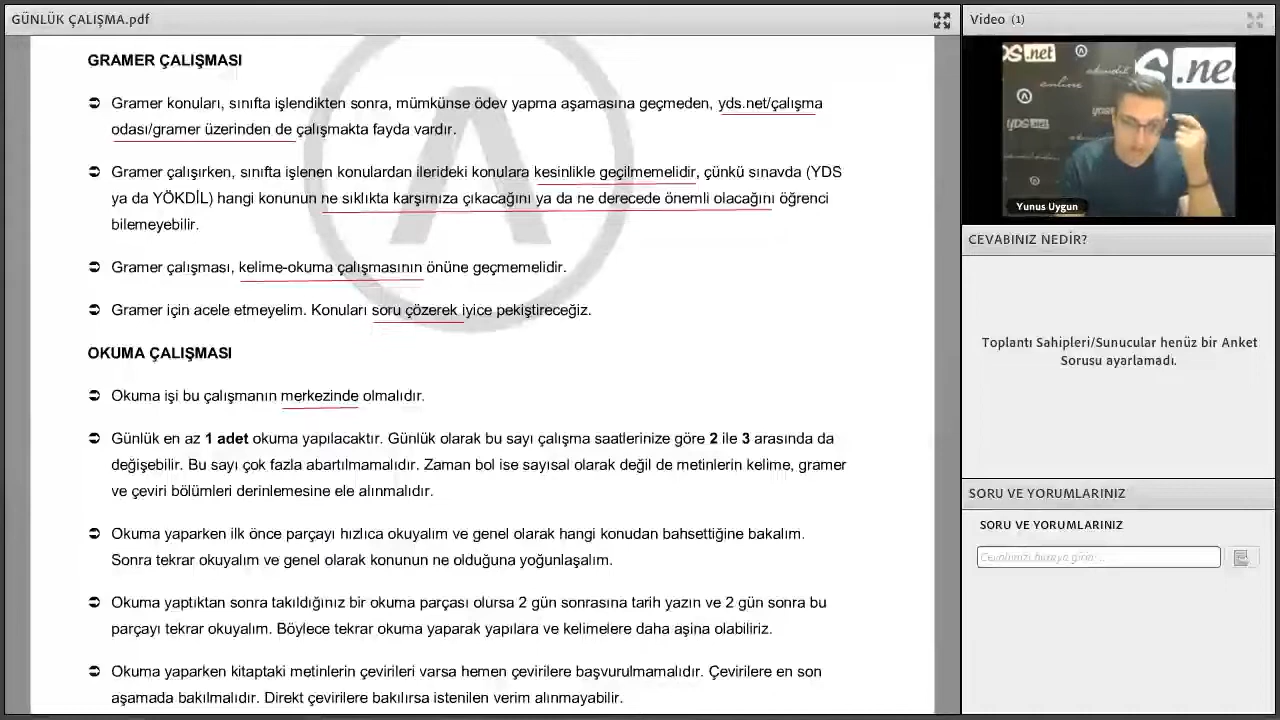 GÜNLÜK ÇALIŞMA.pdf
GRAMER ÇALIŞMASI
➲ Gramer konuları, sınıfta işlendikten sonra, mümkünse ödev yapma aşamasına geçmeden, yds.net/çalışma
odası/gramer üzerinden de çalışmakta fayda vardır.
➲ Gramer çalışırken, sınıfta işlenen konulardan ilerideki konulara kesinlikle geçilmemelidir, çünkü sınavda (YDS
ya da YÖKDİL) hangi konunun ne sıklıkta karşımıza çıkacağını ya da ne derecede önemli olacağını öğrenci
bilemeyebilir.
➲ Gramer çalışması, kelime-okuma çalışmasının önüne geçmemelidir.
➲ Gramer için acele etmeyelim. Konuları soru çözerek iyice pekiştireceğiz.
OKUMA ÇALIŞMASI
➲ Okuma işi bu çalışmanın merkezinde olmalıdır.
➲ Günlük en az 1 adet okuma yapılacaktır. Günlük olarak bu sayı çalışma saatlerinize göre 2 ile 3 arasında da
değişebilir. Bu sayı çok fazla abartılmamalıdır. Zaman bol ise sayısal olarak değil de metinlerin kelime, gramer
ve çeviri bölümleri derinlemesine ele alınmalıdır.
➲ Okuma yaparken ilk önce parçayı hızlıca okuyalım ve genel olarak hangi konudan bahsettiğine bakalım.
Sonra tekrar okuyalım ve genel olarak konunun ne olduğuna yoğunlaşalım.
➲ Okuma yaptıktan sonra takıldığınız bir okuma parçası olursa 2 gün sonrasına tarih yazın ve 2 gün sonra bu
parçayı tekrar okuyalım. Böylece tekrar okuma yaparak yapılara ve kelimelere daha aşina olabiliriz.
➲ Okuma yaparken kitaptaki metinlerin çevirileri varsa hemen çevirilere başvurulmamalıdır. Çevirilere en son
aşamada bakılmalıdır. Direkt çevirilere bakılırsa istenilen verim alınmayabilir.
Video (1)
DS.net
S.ne
online
akademi
YDS.net
Yunus Uygun
CEVABINIZ NEDİR?
Toplantı Sahipleri/Sunucular henüz bir Anket
Sorusu ayarlamadı.
SORU VE YORUMLARINIZ
SORU VE YORUMLARINIZ
Cevabınızı buraya girin...